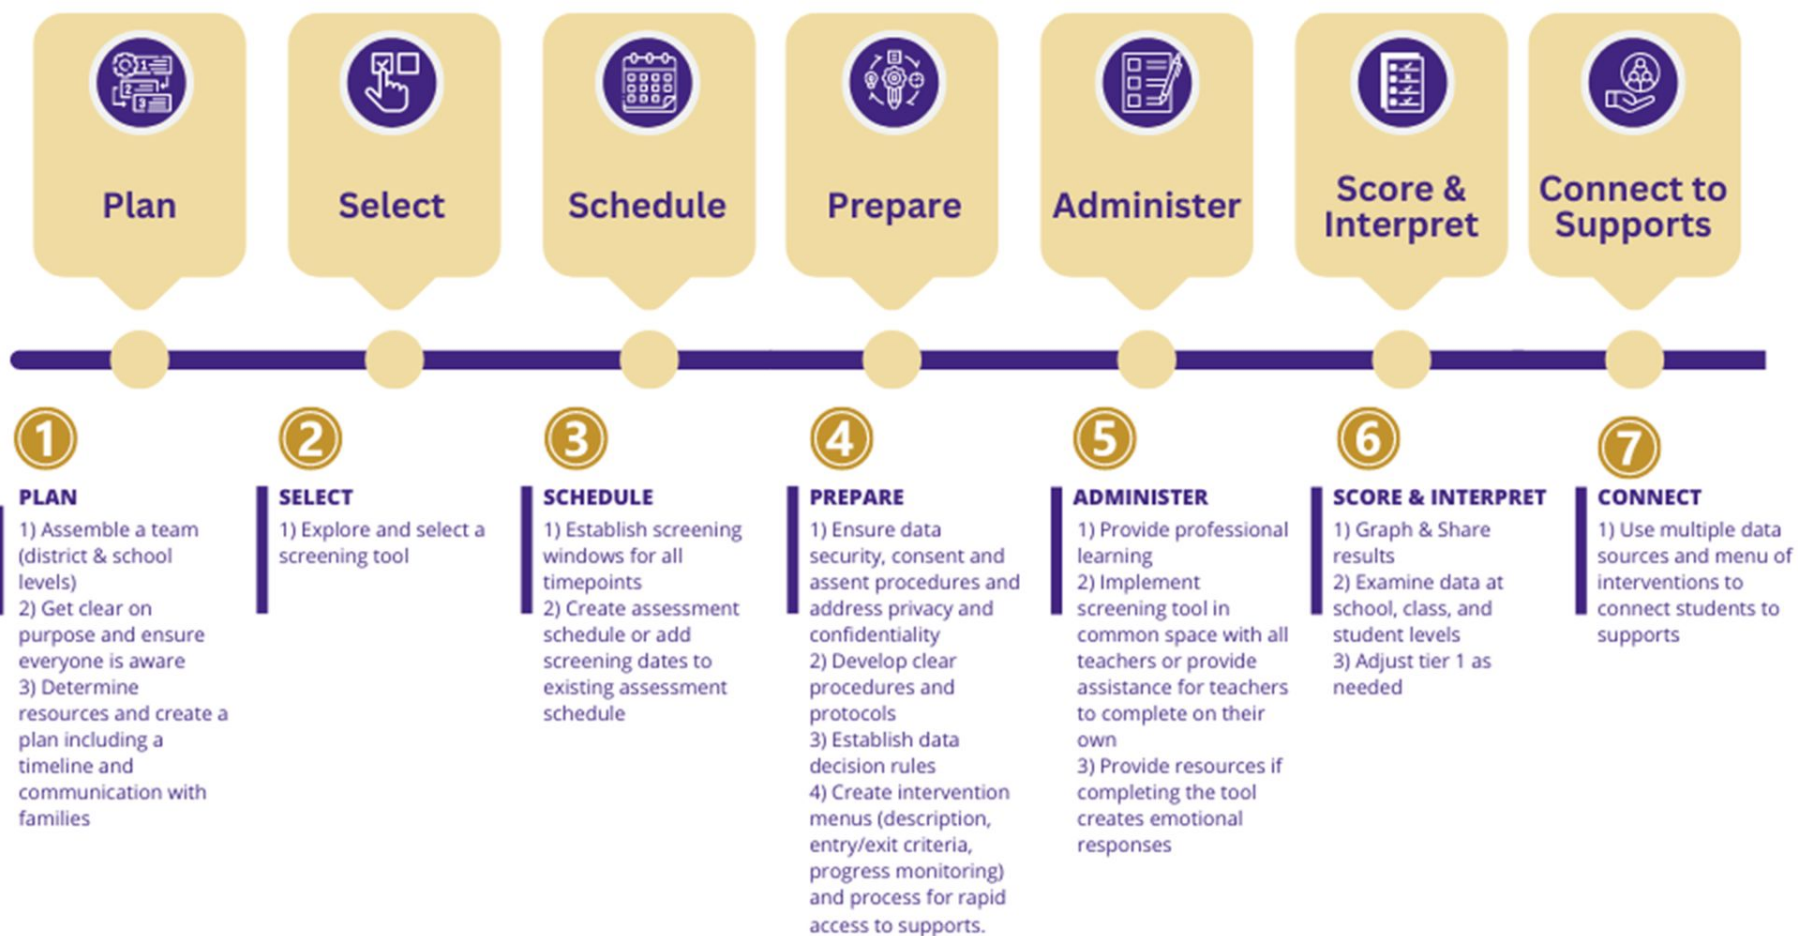 Plan
Select
Schedule
Prepare
Administer
Score &
Interpret
Connect to
Supports
1
PLAN
1) Assemble a team
(district & school
levels)
2) Get clear on
purpose and ensure
everyone is aware
3) Determine
resources and create a
plan including a
timeline and
communication with
families
2
SELECT
1) Explore and select a
screening tool
3
SCHEDULE
1) Establish screening
windows for all
timepoints
2) Create assessment
schedule or add
screening dates to
existing assessment
schedule
4
PREPARE
1) Ensure data
security, consent and
assent procedures and
address privacy and
confidentiality
2) Develop clear
procedures and
protocols
3) Establish data
decision rules
4) Create intervention
menus (description,
entry/exit criteria,
progress monitoring)
and process for rapid
access to supports.
5
ADMINISTER
1) Provide professional
learning
2) Implement
screening tool in
common space with all
teachers or provide
assistance for teachers
to complete on their
own
3) Provide resources if
completing the tool
creates emotional
responses
6
SCORE & INTERPRET
1) Graph & Share
results
2) Examine data at
school, class, and
student levels
3) Adjust tier 1 as
needed
7
CONNECT
1) Use multiple data
sources and menu of
interventions to
connect students to
supports